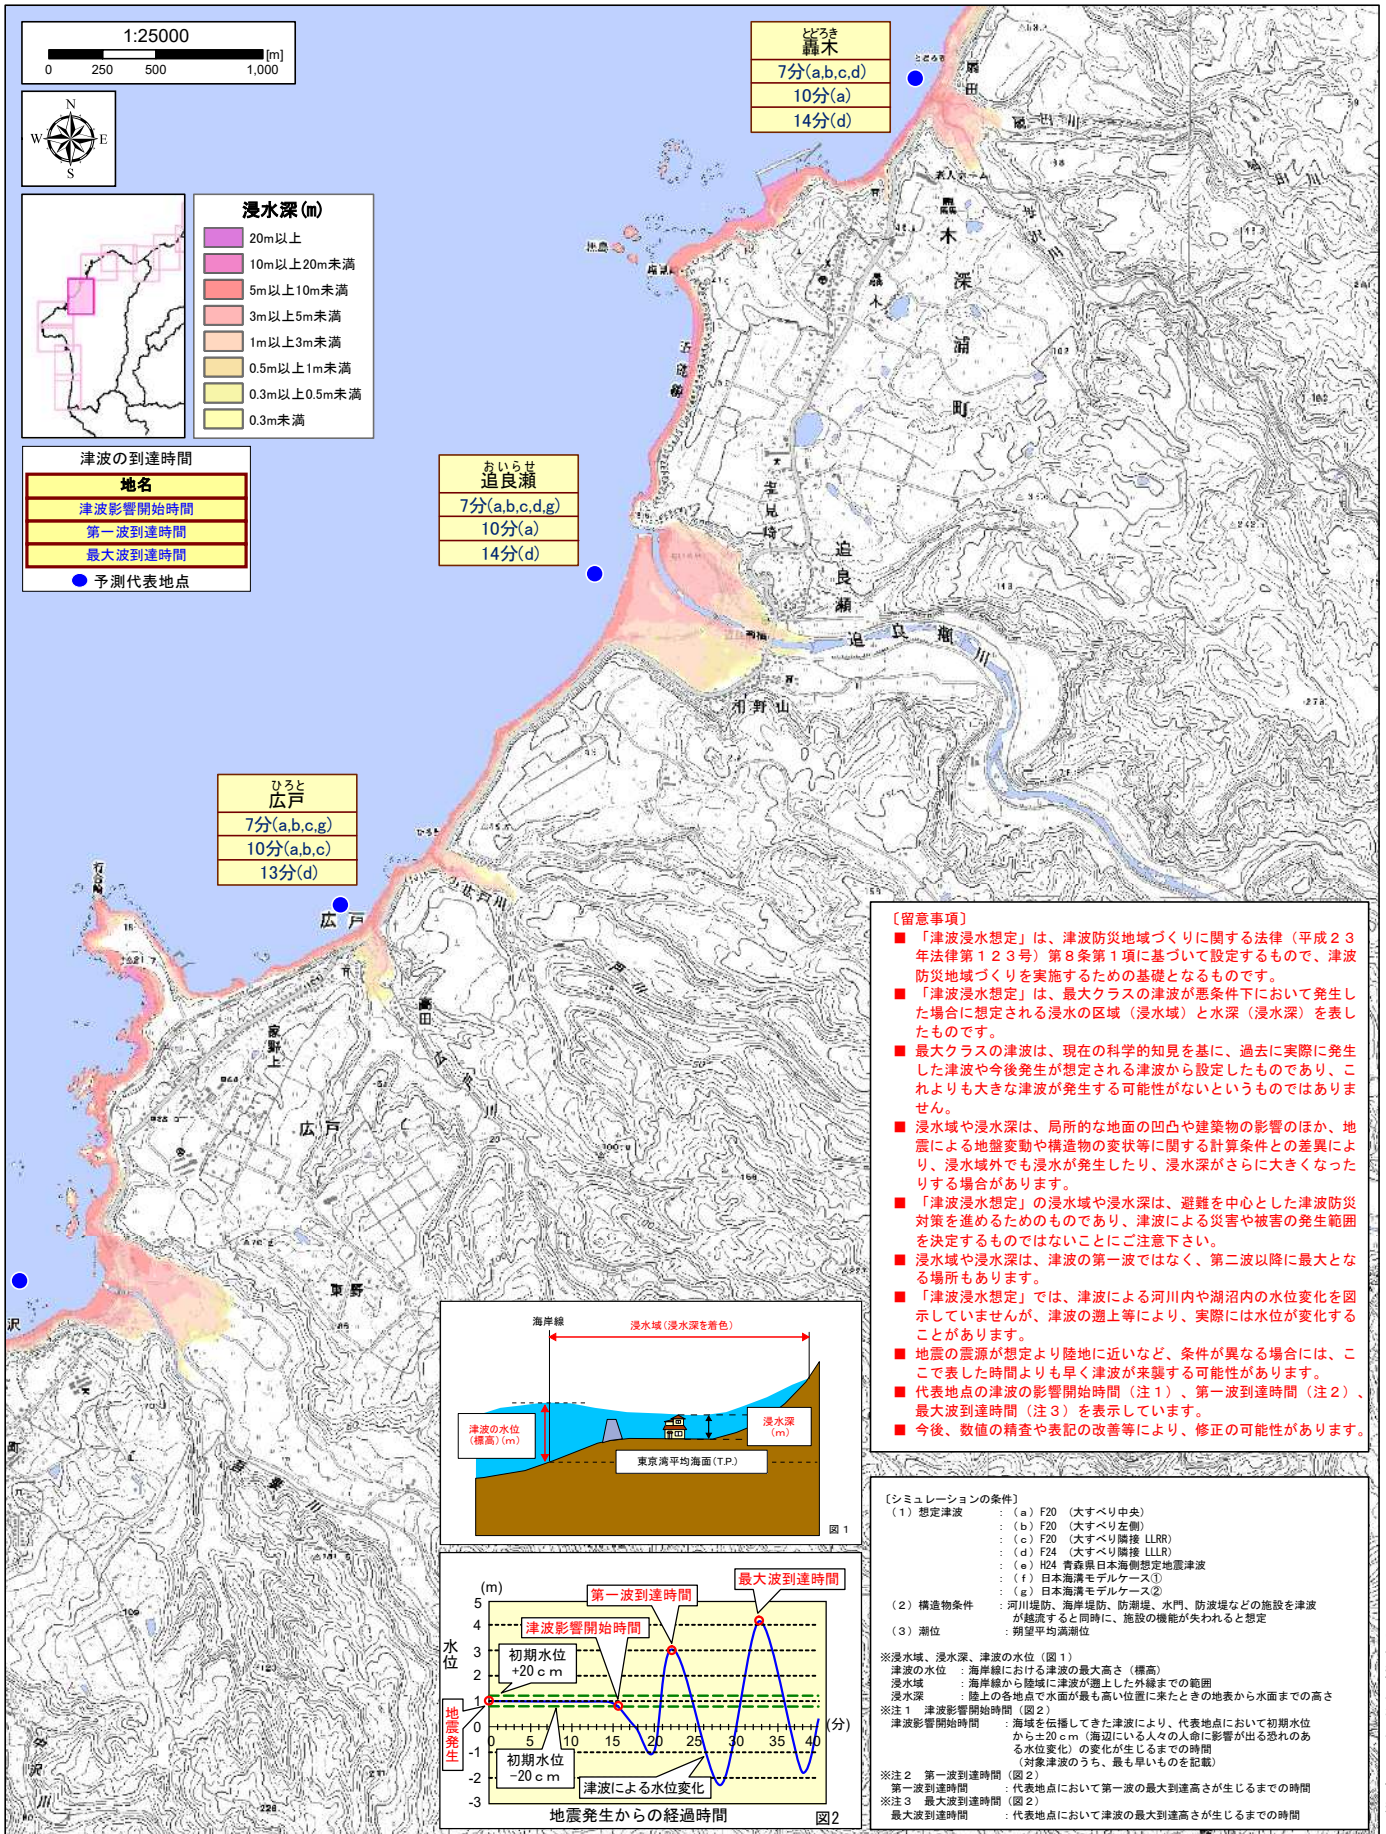 1:25000
[m]
0 250 500 1,000
N
W E
S
浸水深(m)
20m以上
10m以上20m未満
5m以上10m未満
3m以上5m未満
1m以上3m未満
0.5m以上1m未満
0.3m以上0.5m未満
0.3m未満
津波の到達時間
地名
津波影響開始時間
第一波到達時間
最大波到達時間
予測代表地点
とどろき
轟木
7分(a,b,c,d)
10分(a)
14分(d)
おいらせ
追良瀬
7分(a,b,c,d,g)
10分(a)
14分(d)
ひろと
広戸
7分(a,b,c,g)
10分(a,b,c)
13分(d)
とどろき
老人ホーム
木
深
浦
町
追
良
瀬
追良瀬川
広戸
広戸
行合崎
家野上
東野
沢
〔留意事項〕
■ 「津波浸水想定」は、津波防災地域づくりに関する法律（平成２３
年法律第１２３号）第８条第１項に基づいて設定するもので、津波
防災地域づくりを実施するための基礎となるものです。
■ 「津波浸水想定」は、最大クラスの津波が悪条件下において発生し
た場合に想定される浸水の区域（浸水域）と水深（浸水深）を表し
たものです。
■ 最大クラスの津波は、現在の科学的知見を基に、過去に実際に発生
した津波や今後発生が想定される津波から設定したものであり、こ
れよりも大きな津波が発生する可能性がないというものではありま
せん。
■ 浸水域や浸水深は、局所的な地面の凹凸や建築物の影響のほか、地
震による地盤変動や構造物の変状等に関する計算条件との差異によ
り、浸水域外でも浸水が発生したり、浸水深がさらに大きくなった
りする場合があります。
■ 「津波浸水想定」の浸水域や浸水深は、避難を中心とした津波防災
対策を進めるためのものであり、津波による災害や被害の発生範囲
を決定するものではないことにご注意下さい。
■ 浸水域や浸水深は、津波の第一波ではなく、第二波以降に最大とな
る場所もあります。
■ 「津波浸水想定」では、津波による河川内や湖沼内の水位変化を図
示していませんが、津波の遡上等により、実際には水位が変化する
ことがあります。
■ 地震の震源が想定より陸地に近いなど、条件が異なる場合には、こ
こで表した時間よりも早く津波が来襲する可能性があります。
■ 代表地点の津波の影響開始時間（注１）、第一波到達時間（注２）、
最大波到達時間（注３）を表示しています。
■ 今後、数値の精査や表記の改善等により、修正の可能性があります。
海岸線
浸水域(浸水深を着色)
津波の水位
(標高)(m)
浸水深
(m)
東京湾平均海面(T.P.)
図1
(m)
水位
5
4
3
2
1
0
-1
-2
-3
5 10 15 20 25 30 35 40
(分)
最大波到達時間
第一波到達時間
津波影響開始時間
初期水位
+20ｃｍ
地震発生
初期水位
-20ｃｍ
津波による水位変化
地震発生からの経過時間
図2
〔シミュレーションの条件〕
（１）想定津波 ：（ａ）F20 （大すべり中央）
：（ｂ）F20 （大すべり左側）
：（ｃ）F20 （大すべり隣接 LLRR）
：（ｄ）F24 （大すべり隣接 LLLR）
：（ｅ）H24 青森県日本海側想定地震津波
：（ｆ）日本海溝モデルケース①
：（ｇ）日本海溝モデルケース②
（２）構造物条件 ：河川堤防、海岸堤防、防潮堤、水門、防波堤などの施設を津波
が越流すると同時に、施設の機能が失われると想定
（３）潮位 ：朔望平均満潮位
※浸水域、浸水深、津波の水位（図１）
津波の水位 ：海岸線における津波の最大高さ（標高）
浸水域 ：海岸線から陸域に津波が遡上した外縁までの範囲
浸水深 ：陸上の各地点で水面が最も高い位置に来たときの地表から水面までの高さ
※注１ 津波影響開始時間（図２）
津波影響開始時間 ：海域を伝播してきた津波により、代表地点において初期水位
から±20ｃｍ（海辺にいる人々の人命に影響が出る恐れのあ
る水位変化）の変化が生じるまでの時間
（対象津波のうち、最も早いものを記載）
※注２ 第一波到達時間（図２）
第一波到達時間 ：代表地点において第一波の最大到達高さが生じるまでの時間
※注３ 最大波到達時間（図２）
最大波到達時間 ：代表地点において津波の最大到達高さが生じるまでの時間